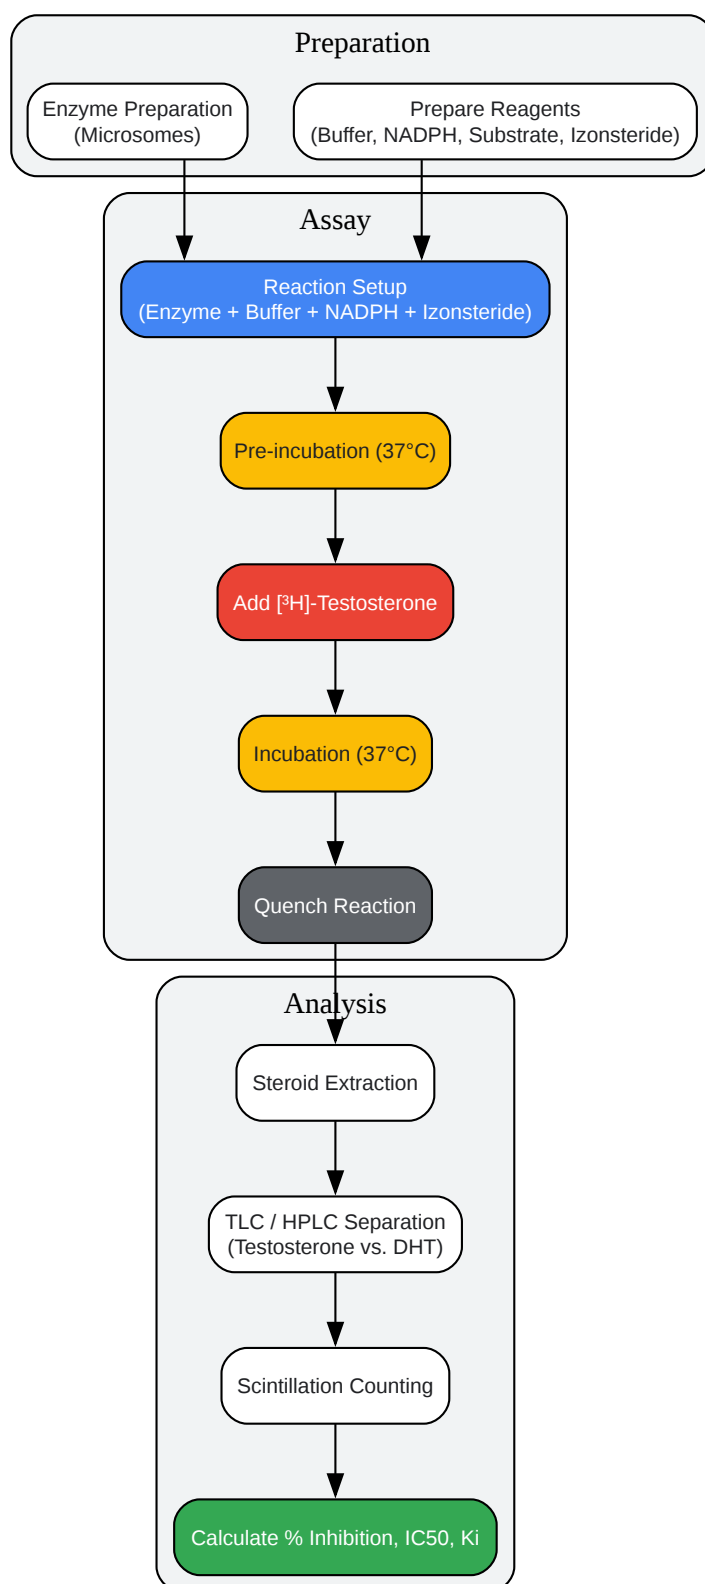 Preparation
Enzyme Preparation
(Microsomes)
Prepare Reagents
(Buffer, NADPH, Substrate, Izonsteride)
Assay
Reaction Setup
(Enzyme + Buffer + NADPH + Izonsteride)
Pre-incubation (37°C)
Add [³H]-Testosterone
Incubation (37°C)
Quench Reaction
Analysis
Steroid Extraction
TLC / HPLC Separation
(Testosterone vs. DHT)
Scintillation Counting
Calculate % Inhibition, IC50, Ki